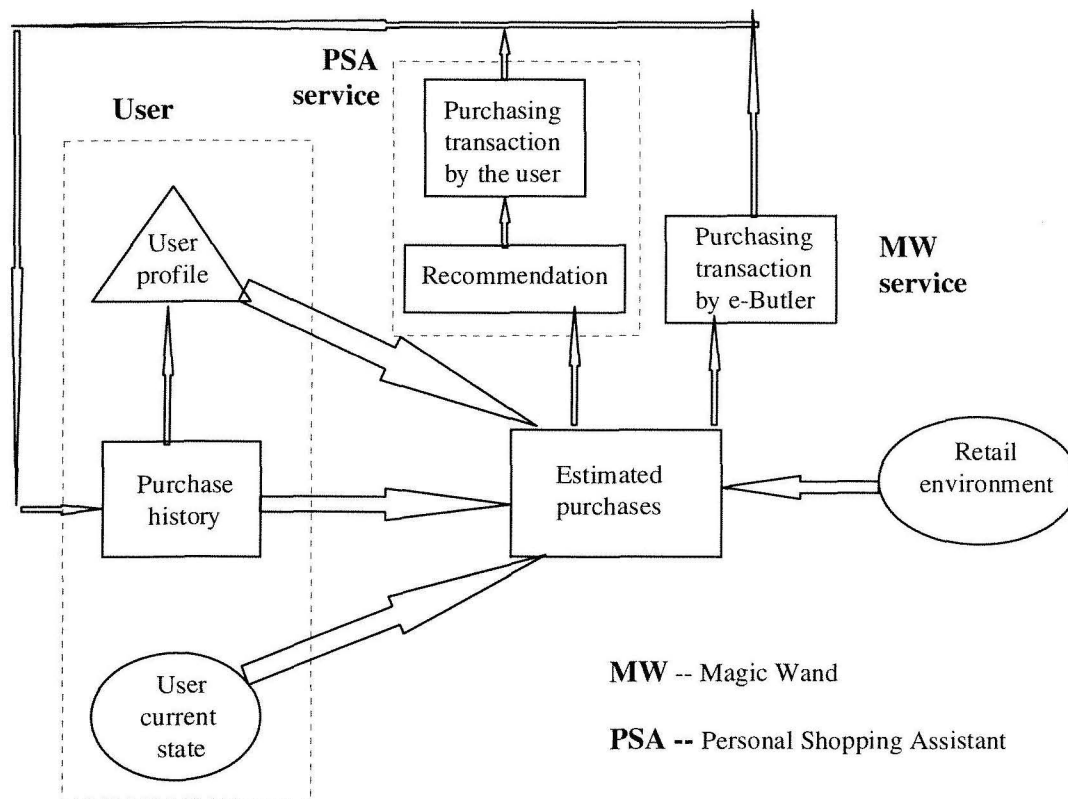 PSA
service
User
Purchasing
transaction
by the user
User
profile
Recommendation
Purchasing
transaction
by e-Butler
MW
service
Purchase
history
Estimated
purchases
Retail
environment
User
current
state
MW -- Magic Wand
PSA -- Personal Shopping Assistant